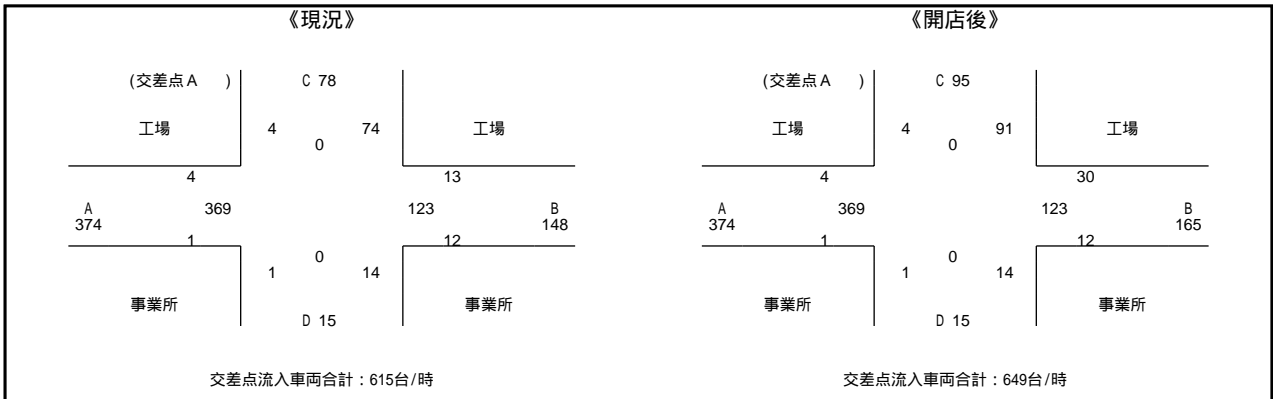 《現況》
(交差点A )
C 78
工場
4
74
工場
0
4
13
A
374
369
123
B
148
1
12
0
1
14
事業所
事業所
D 15
交差点流入車両合計：615台/時
《開店後》
(交差点A )
C 95
工場
4
91
工場
0
4
30
A
374
369
123
B
165
1
12
0
1
14
事業所
事業所
D 15
交差点流入車両合計：649台/時